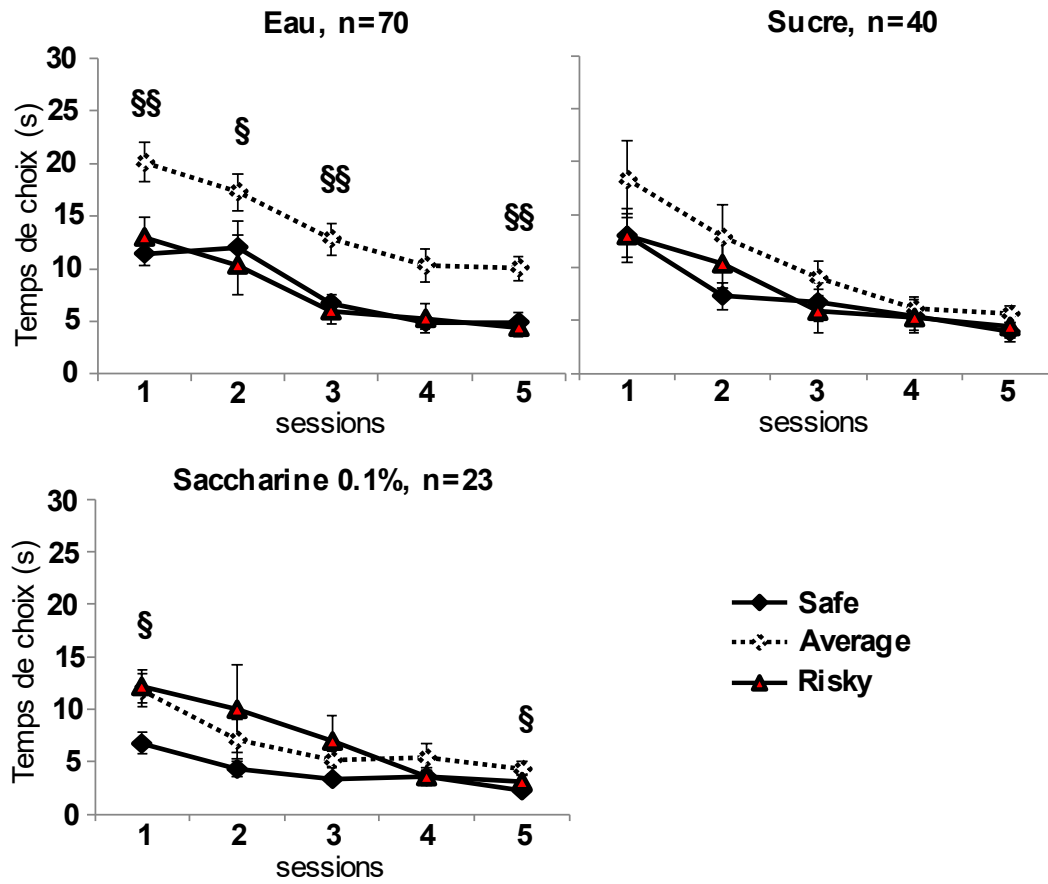 Eau, n=70
Temps de choix (s)
30
25
20
15
10
5
0
§§
§
§§
§§
1 2 3 4 5
sessions
Sucre, n=40
1 2 3 4 5
sessions
Saccharine 0.1%, n=23
Temps de choix (s)
30
25
20
15
10
5
0
§
§
1 2 3 4 5
sessions
Safe
Average
Risky